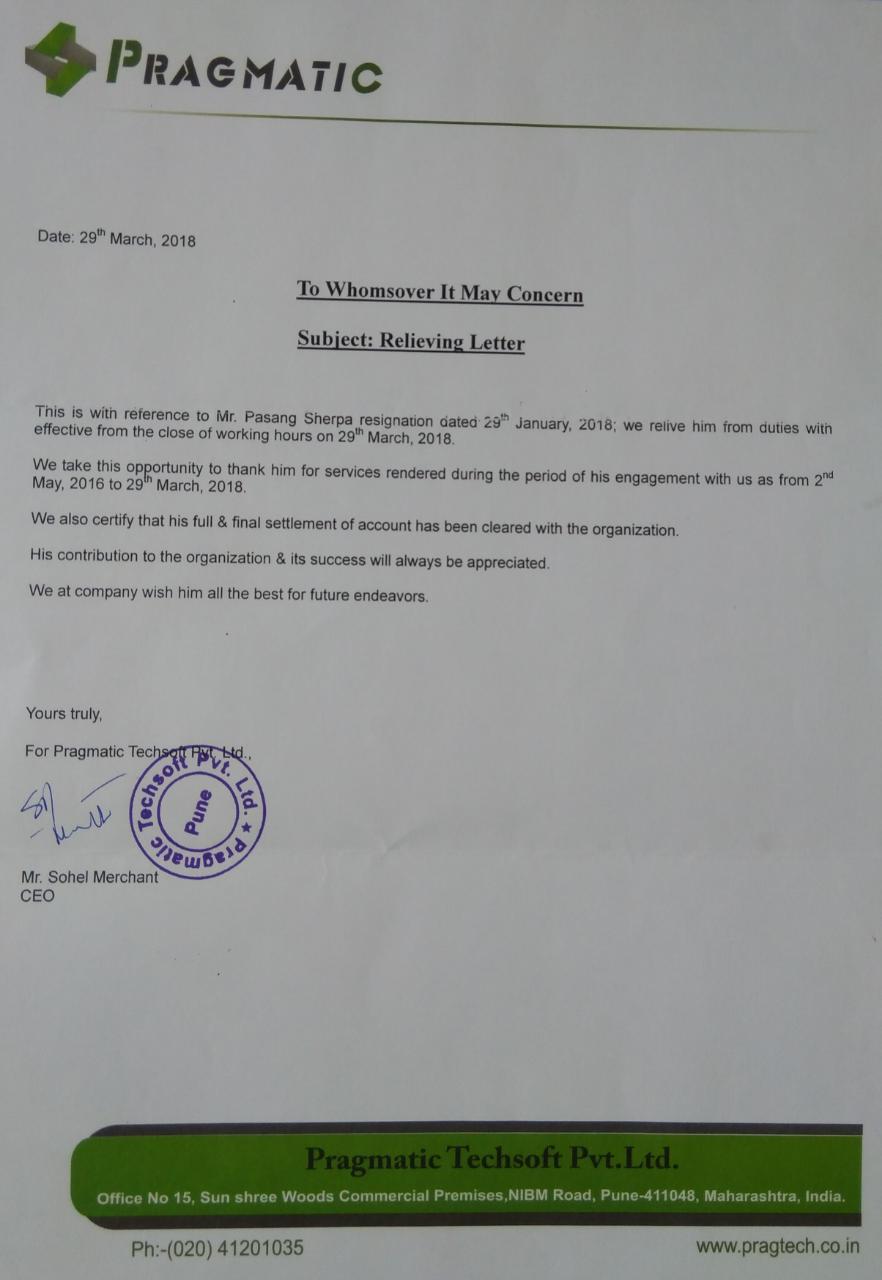 PRAGMATIC
Date: 29th March, 2018
To Whomsover It May Concern
Subject: Relieving Letter
This is with reference to Mr. Pasang Sherpa resignation dated 29th January, 2018; we relive him from duties with
effective from the close of working hours on 29th March, 2018.
We take this opportunity to thank him for services rendered during the period of his engagement with us as from 2nd
May, 2016 to 29th March, 2018.
We also certify that his full & final settlement of account has been cleared with the organization.
His contribution to the organization & its success will always be appreciated.
We at company wish him all the best for future endeavors.
Yours truly,
For Pragmatic Techsoft Pvt. Ltd.,
Pragmatic Techsoft Pvt. Ltd. ★
Pune
Mr. Sohel Merchant
CEO
Pragmatic Techsoft Pvt.Ltd.
Office No 15, Sun shree Woods Commercial Premises,NIBM Road, Pune-411048, Maharashtra, India.
Ph:-(020) 41201035
www.pragtech.co.in